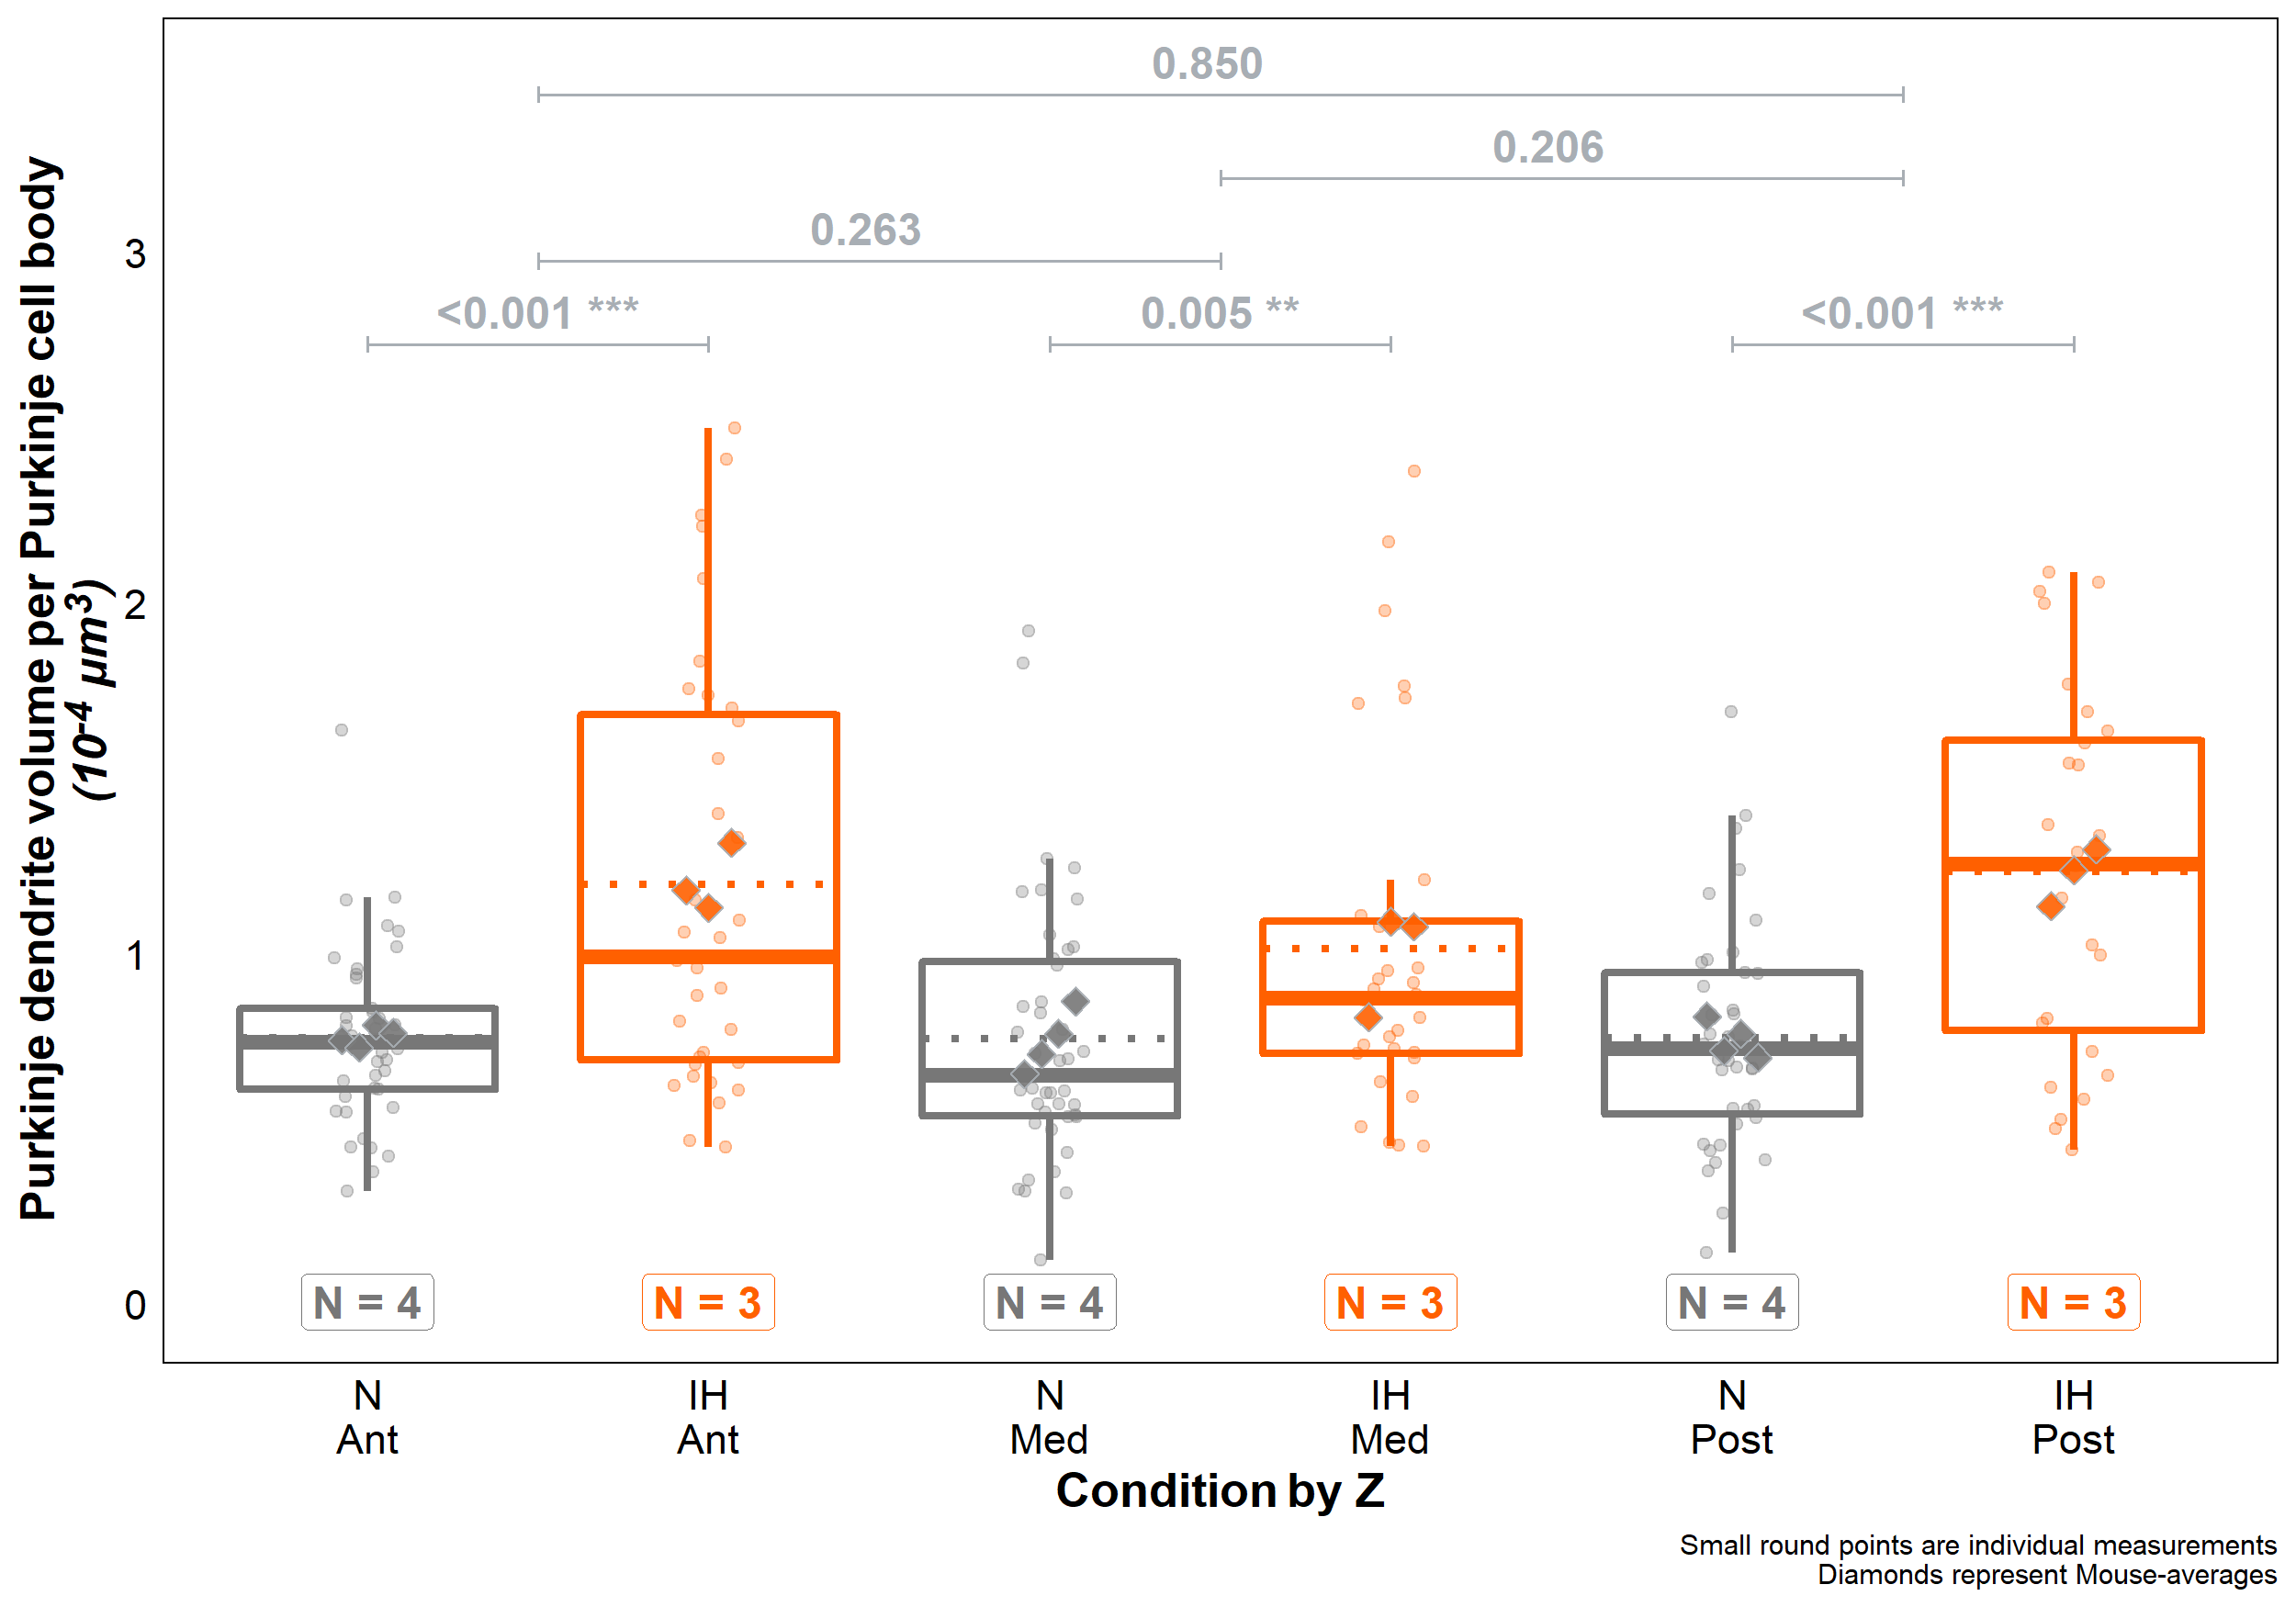 0.850
0.206
0.263
<0.001 ***
0.005 **
<0.001 ***
Purkinje dendrite volume per Purkinje cell body
(10⁻⁴ µm³)
3
2
1
0
N = 4
N = 3
N = 4
N = 3
N = 4
N = 3
N
Ant
IH
Ant
N
Med
IH
Med
N
Post
IH
Post
Condition by Z
Small round points are individual measurements
Diamonds represent Mouse-averages